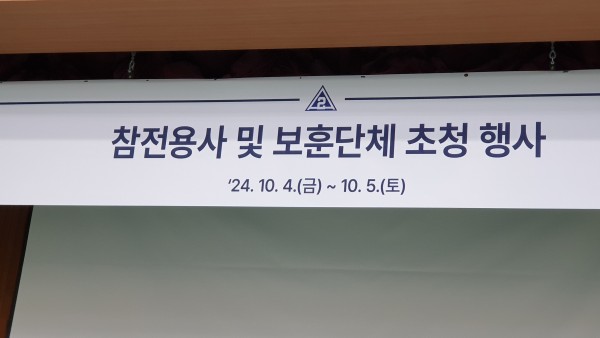 2
참전용사 및 보훈단체 초청 행사
‘24. 10. 4.(금) ~ 10. 5.(토)